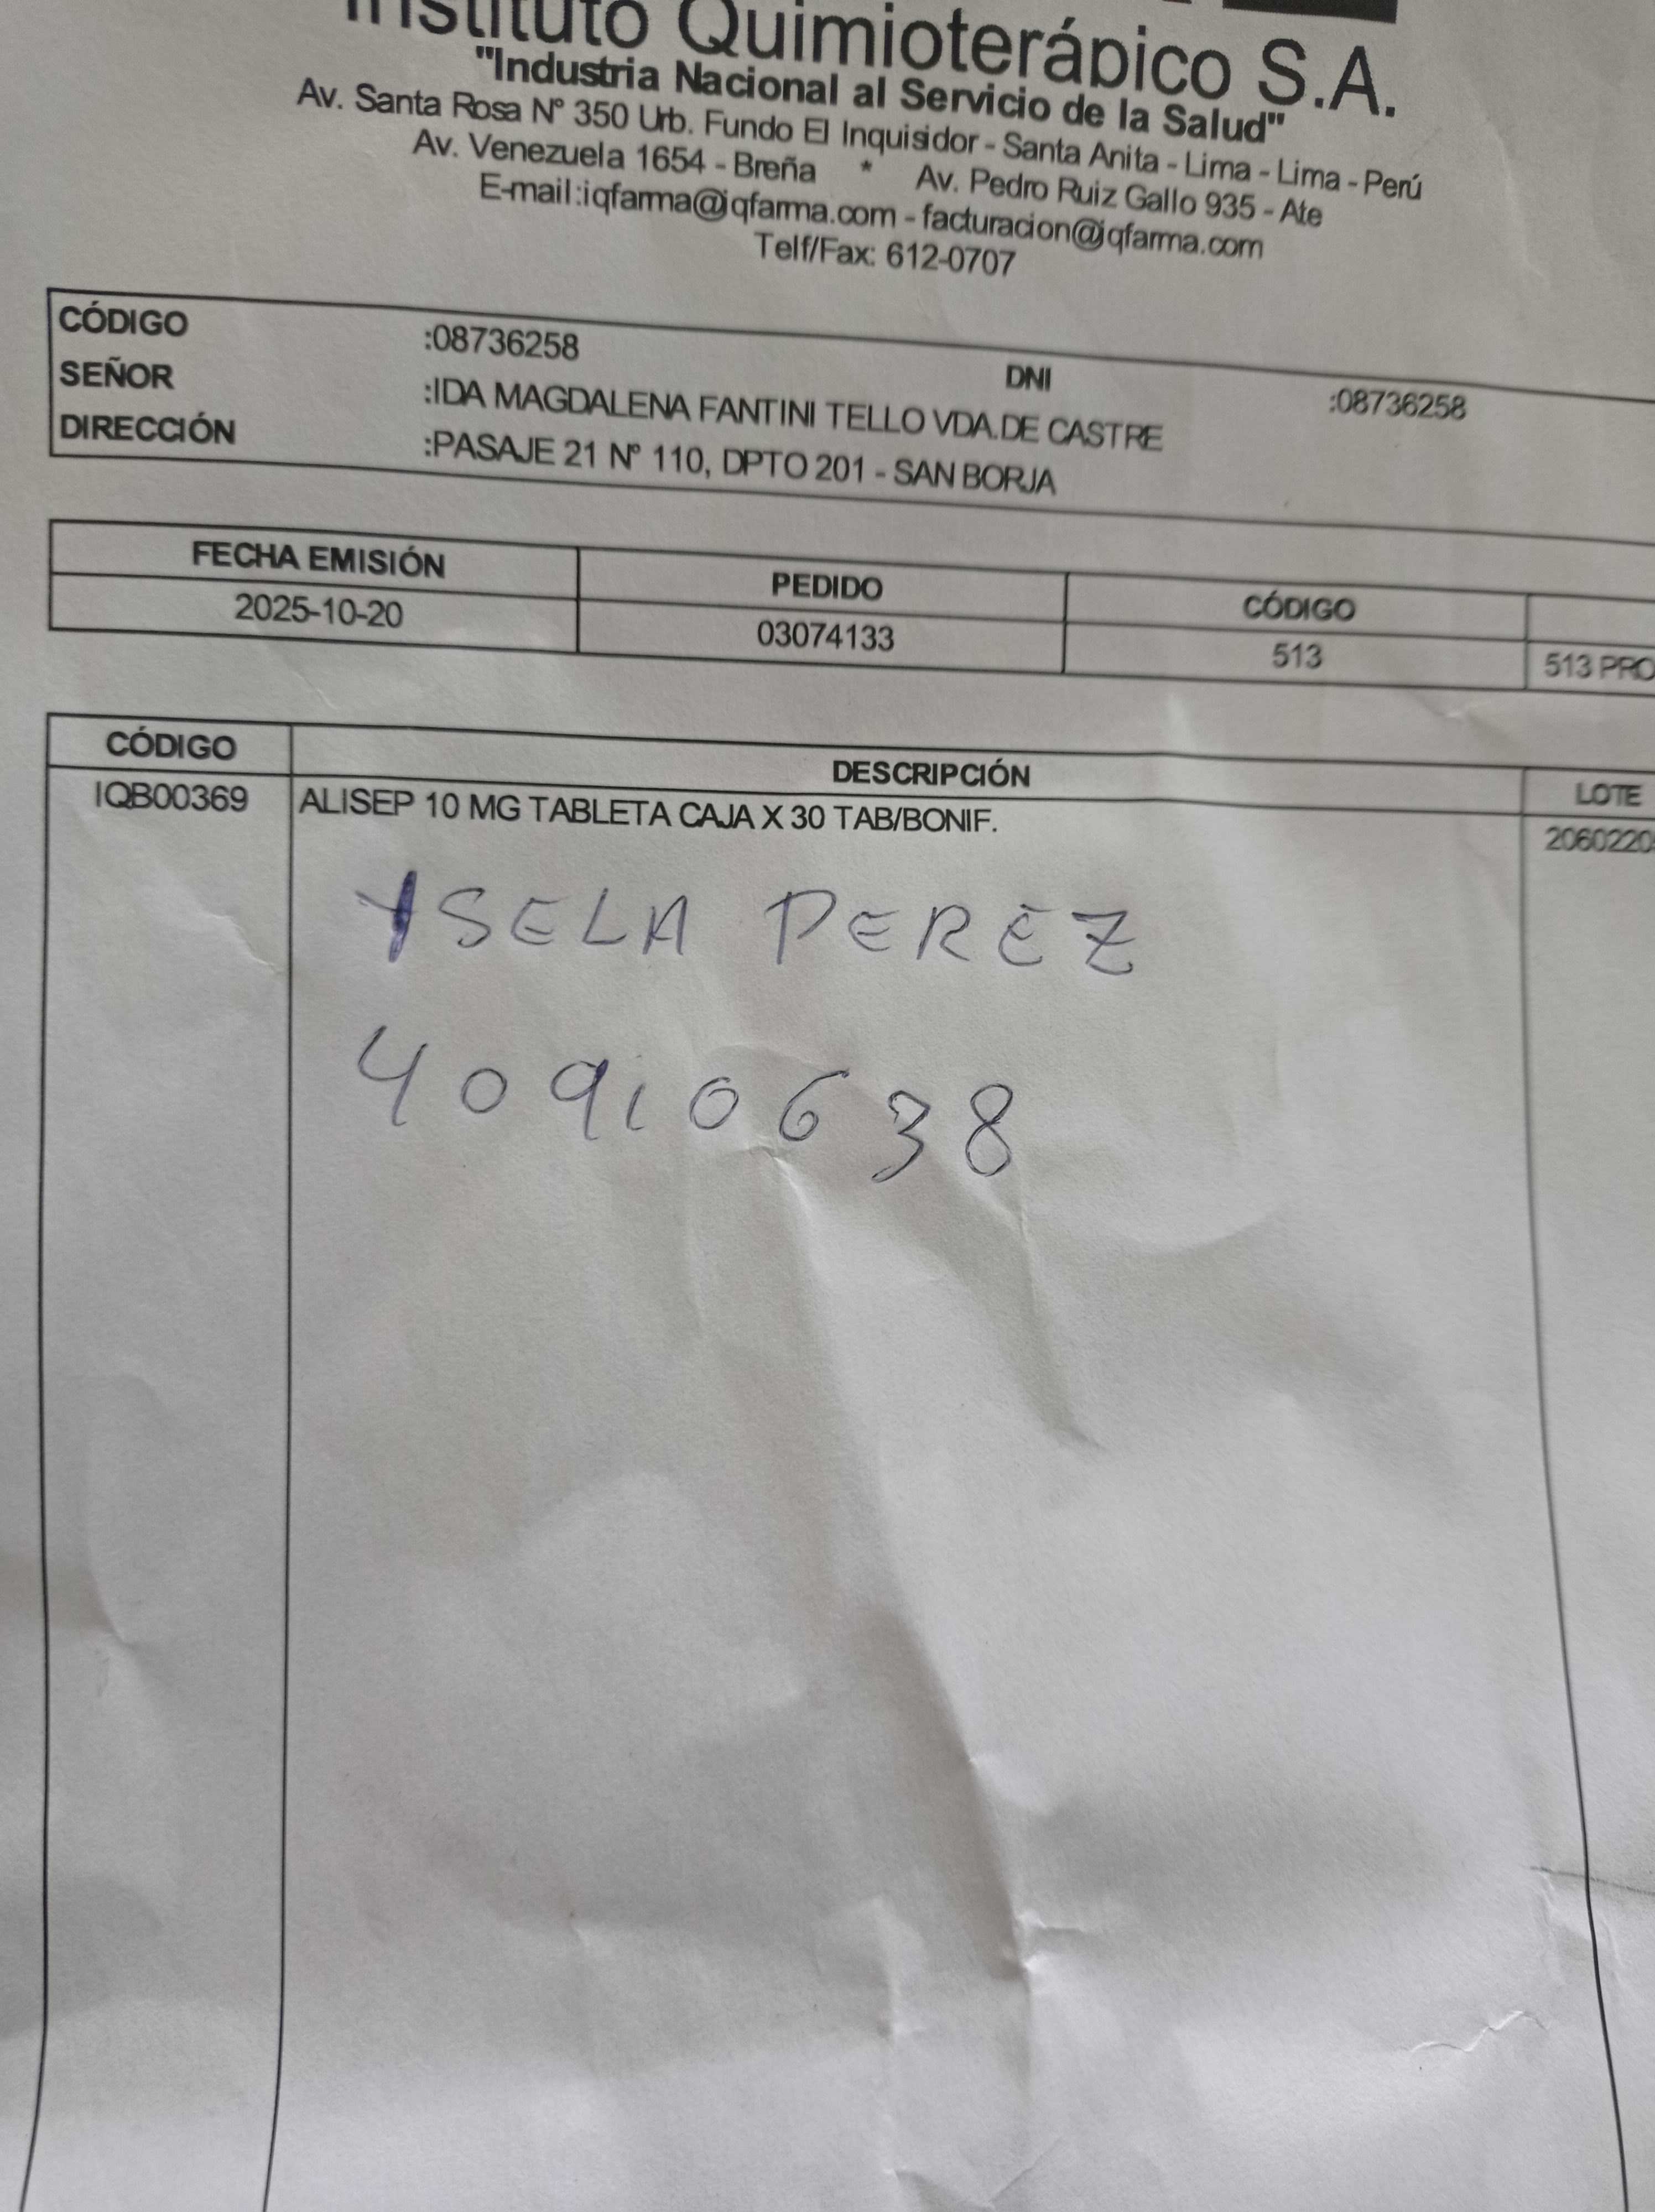 Instituto Quimioterápico S.A.
"Industria Nacional al Servicio de la Salud"
Av. Santa Rosa Nº 350 Urb. Fundo El Inquisidor - Santa Anita - Lima - Lima - Perú
Av. Venezuela 1654 - Breña * Av. Pedro Ruiz Gallo 935 - Ate
E-mail:iqfarma@iqfarma.com - facturacion@iqfarma.com
Telf/Fax: 612-0707
CÓDIGO :08736258 DNI :08736258
SEÑOR :IDA MAGDALENA FANTINI TELLO VDA.DE CASTRE
DIRECCIÓN :PASAJE 21 Nº 110, DPTO 201 - SAN BORJA
FECHA EMISIÓN PEDIDO CÓDIGO
2025-10-20 03074133 513 513 PRO
CÓDIGO DESCRIPCIÓN LOTE
IQB00369 ALISEP 10 MG TABLETA CAJA X 30 TAB/BONIF. 2060220
YSELA PEREZ
40910638